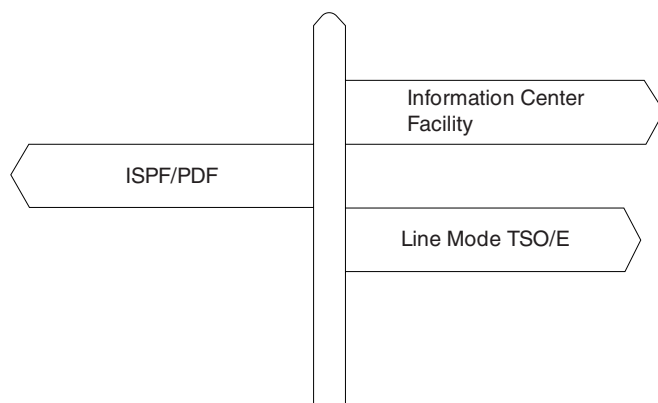 Information Center
Facility
ISPF/PDF
Line Mode TSO/E